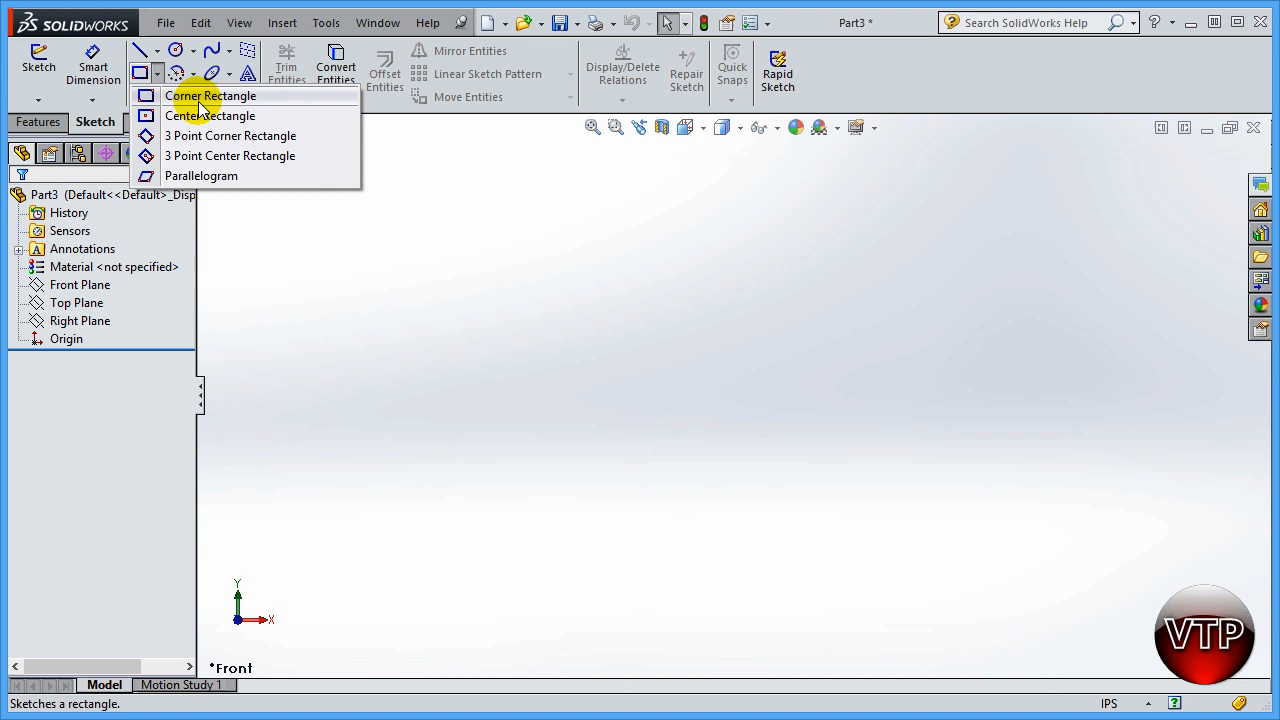 SOLIDWORKS File Edit View Insert Tools Window Help Part3 * Search SolidWorks Help
Sketch Smart Dimension Trim Entities Convert Entities Offset Entities Mirror Entities Linear Sketch Pattern Move Entities Display/Delete Relations Repair Sketch Quick Snaps Rapid Sketch
Corner Rectangle
Center Rectangle
3 Point Corner Rectangle
3 Point Center Rectangle
Parallelogram
Features Sketch
Part3 (Default<<Default>_Disp
History
Sensors
Annotations
Material <not specified>
Front Plane
Top Plane
Right Plane
Origin
Y
X
*Front
VTP
Model Motion Study 1
Sketches a rectangle. IPS